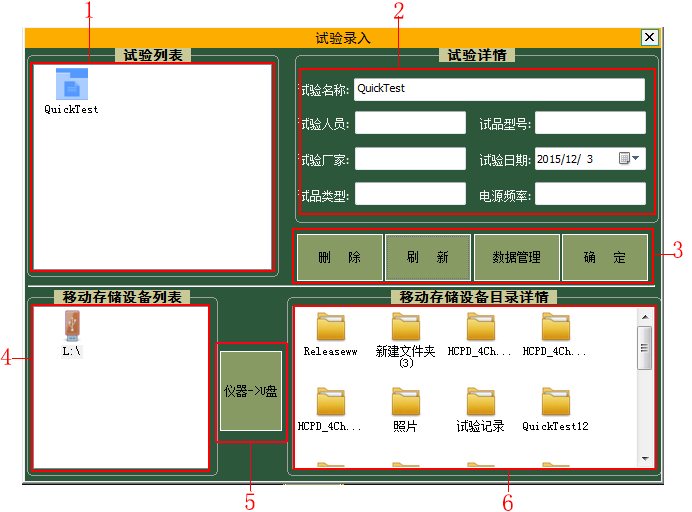 1
2
试验录入
试验列表
试验详情
QuickTest
试验名称: QuickTest
试验人员:
试品型号:
试验厂家:
试验日期: 2015/12/ 3
试品类型:
电源频率:
删 除
刷 新
数据管理
确 定
3
移动存储设备列表
移动存储设备目录详情
4
L:\
仪器->U盘
Releaseww
新建文件夹
(3)
HCPD_4Ch...
HCPD_4Ch...
HCPD_4Ch...
照片
试验记录
QuickTest12
5
6